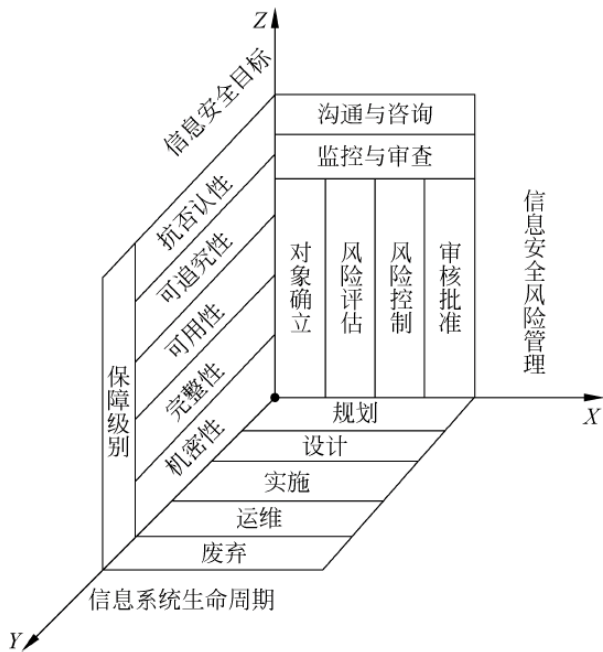 Z
信息安全目标
沟通与咨询
监控与审查
对象确立
风险评估
风险控制
审核批准
信息安全风险管理
抗否认性
可追究性
可用性
完整性
机密性
保障级别
X
规划
设计
实施
运维
废弃
信息系统生命周期
Y